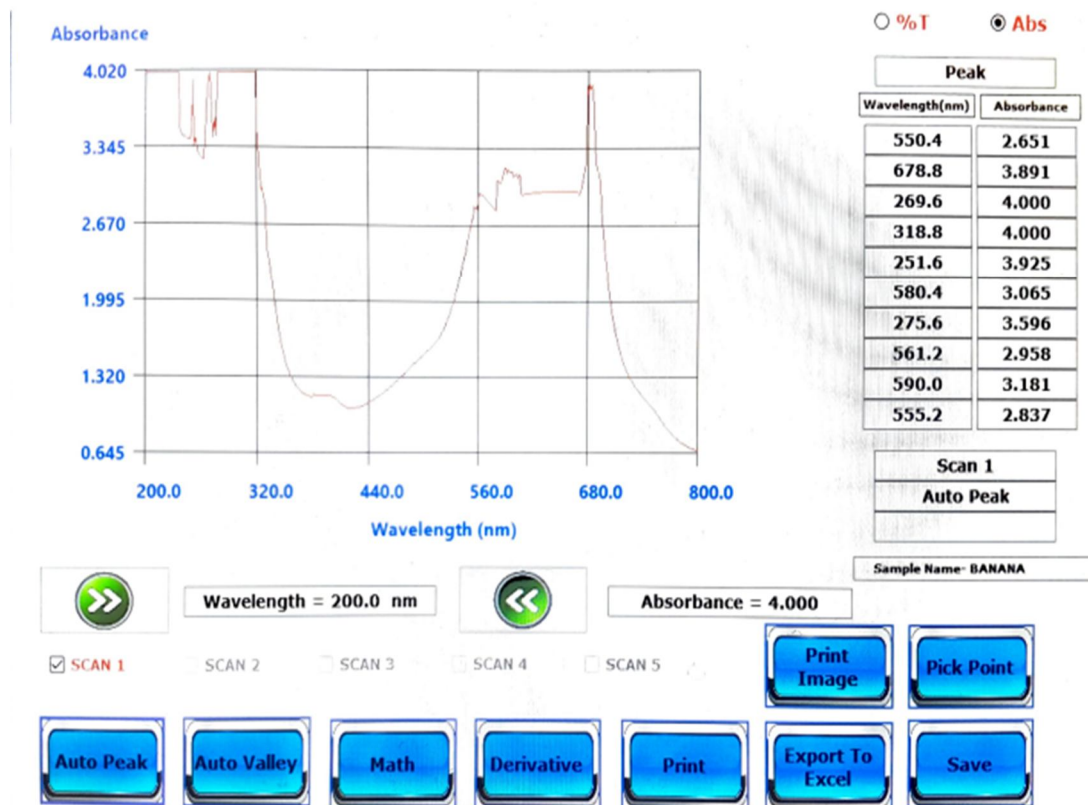 Absorbance
%T Abs
4.020
3.345
2.670
1.995
1.320
0.645
200.0 320.0 440.0 560.0 680.0 800.0
Wavelength (nm)
Peak
Wavelength(nm) Absorbance
550.4 2.651
678.8 3.891
269.6 4.000
318.8 4.000
251.6 3.925
580.4 3.065
275.6 3.596
561.2 2.958
590.0 3.181
555.2 2.837
Scan 1
Auto Peak
Sample Name- BANANA
Wavelength = 200.0 nm
Absorbance = 4.000
SCAN 1 SCAN 2 SCAN 3 SCAN 4 SCAN 5
Print
Image
Pick Point
Auto Peak
Auto Valley
Math
Derivative
Print
Export To
Excel
Save